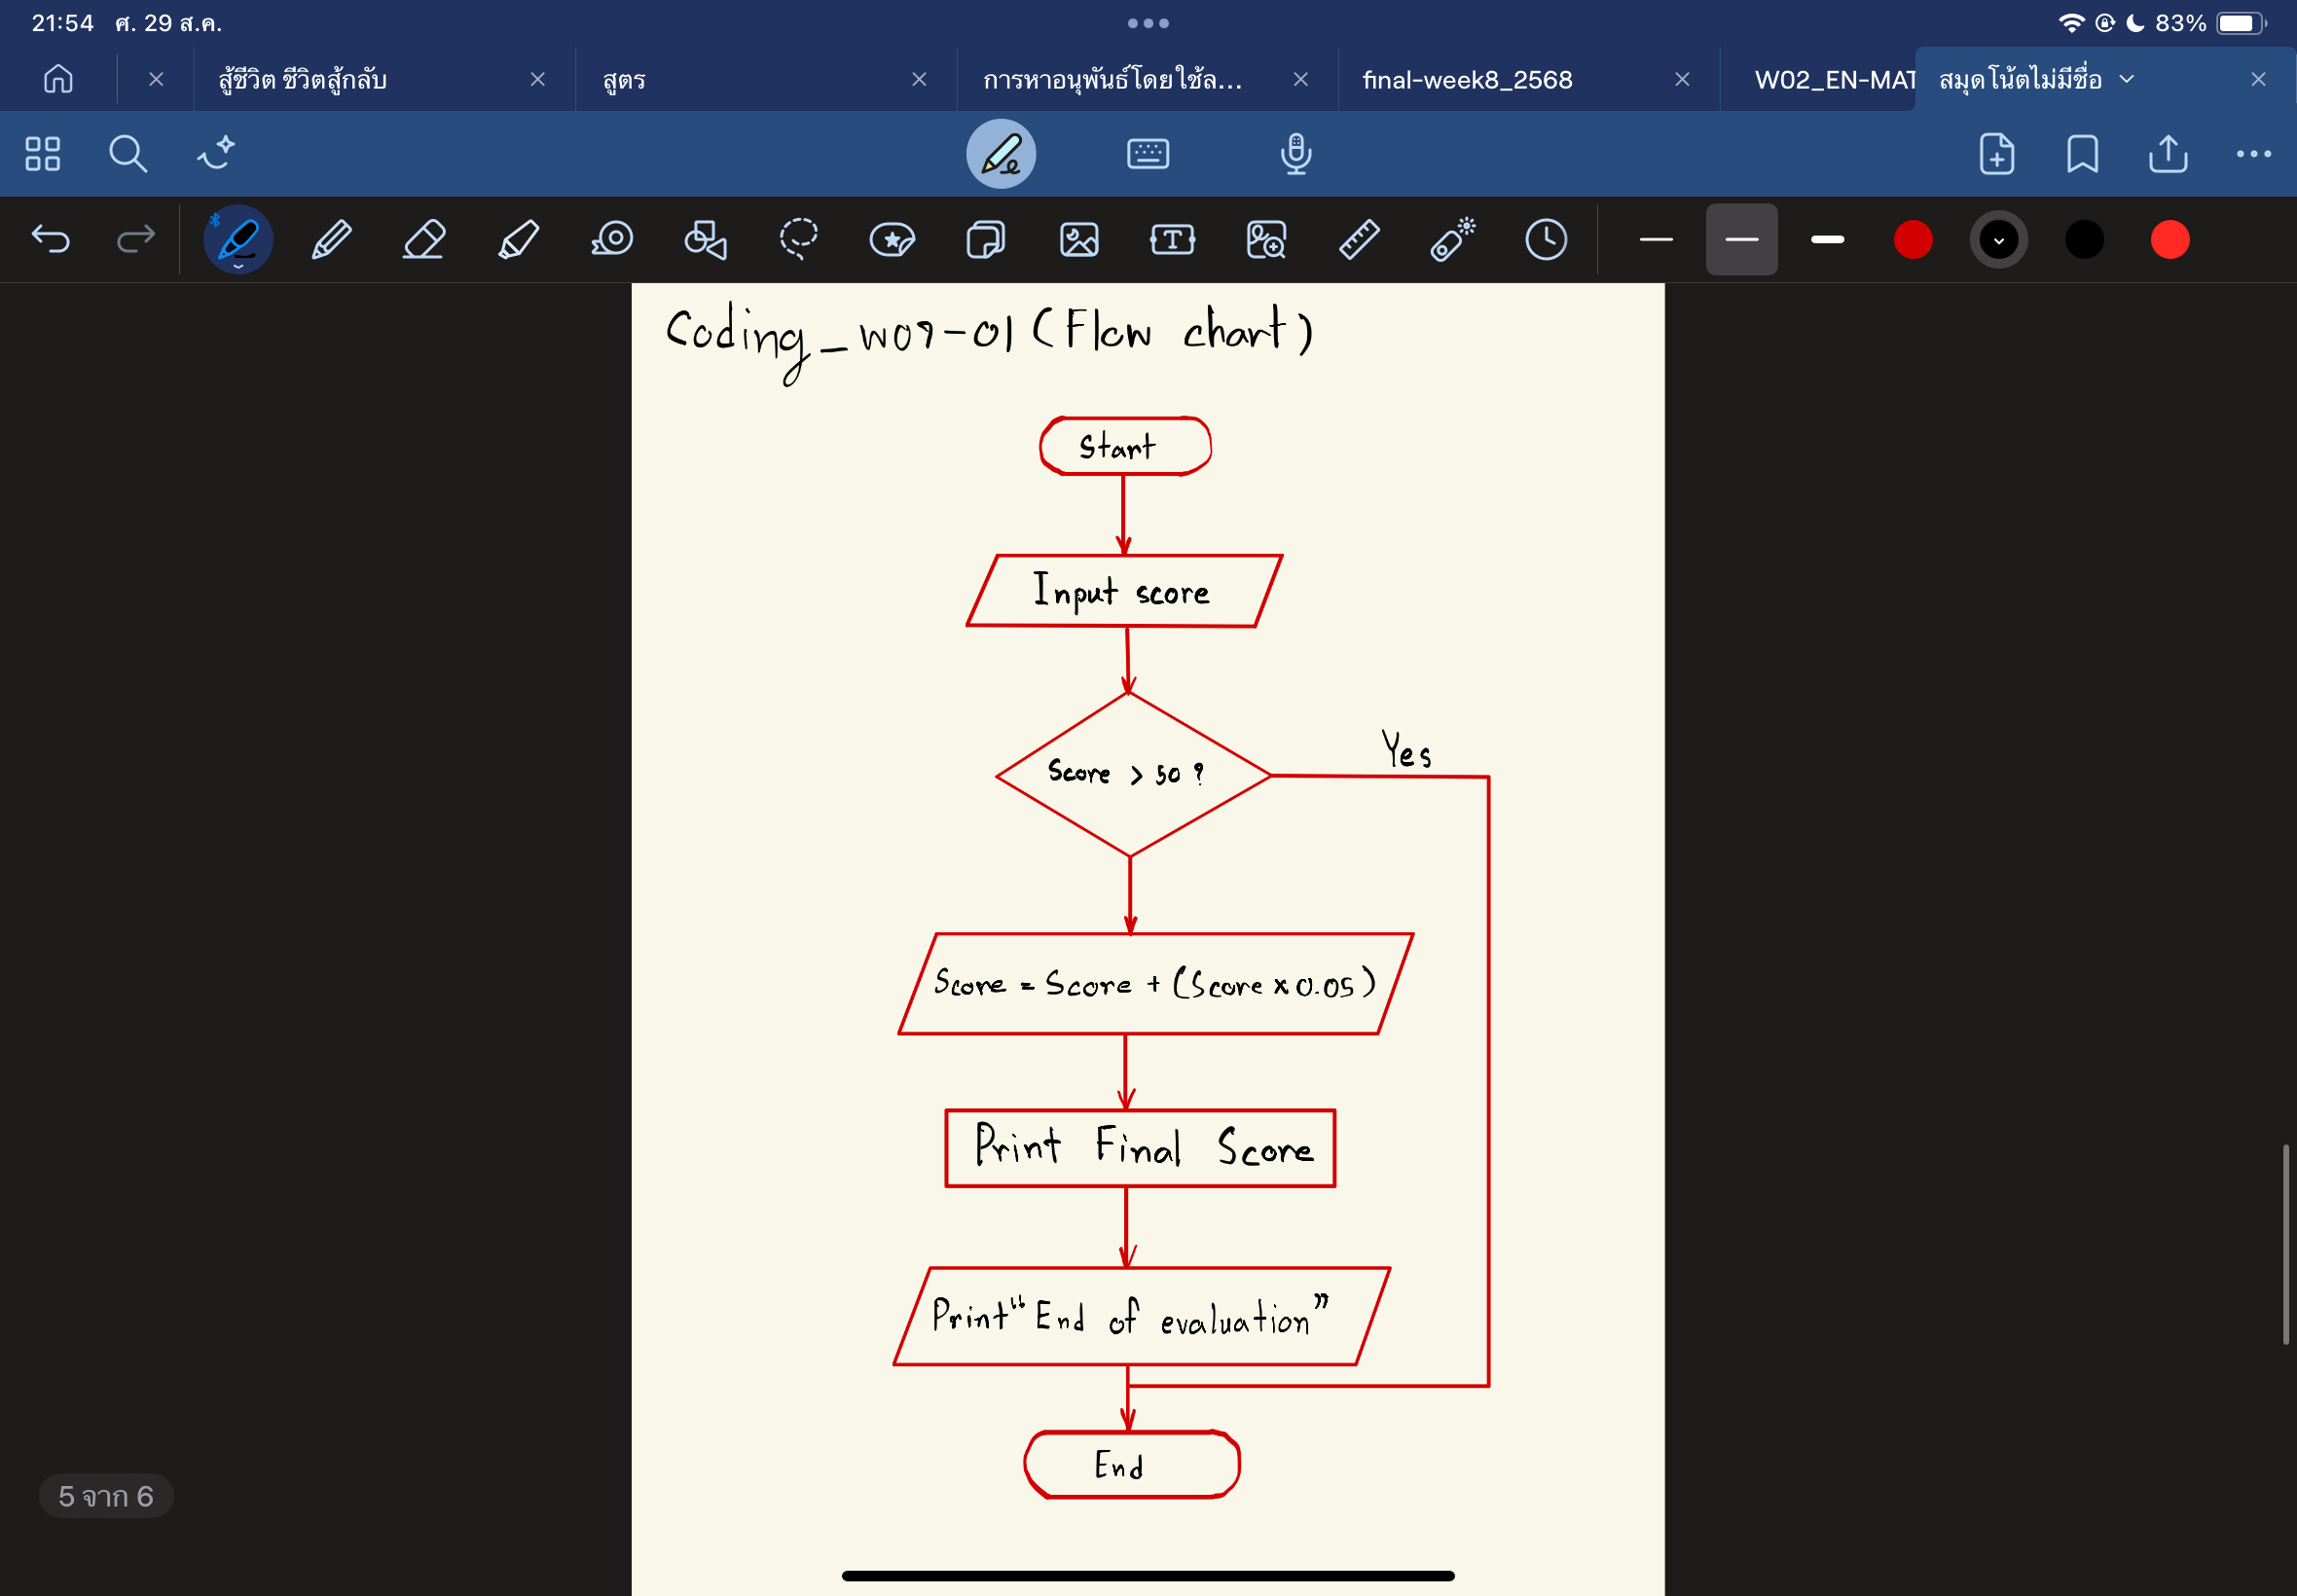 21:54 ศ. 29 ส.ค.
83%
สู้ชีวิต ชีวิตสู้กลับ
สูตร
การหาอนุพันธ์โดยใช้ล...
final-week8_2568
W02_EN-MAT
สมุดโน้ตไม่มีชื่อ
Coding_W09-01 (Flow chart)
Start
Input score
Score > 50 ?
Yes
Score = Score + (Score x 0.05)
Print Final Score
Print "End of evaluation"
End
5 จาก 6